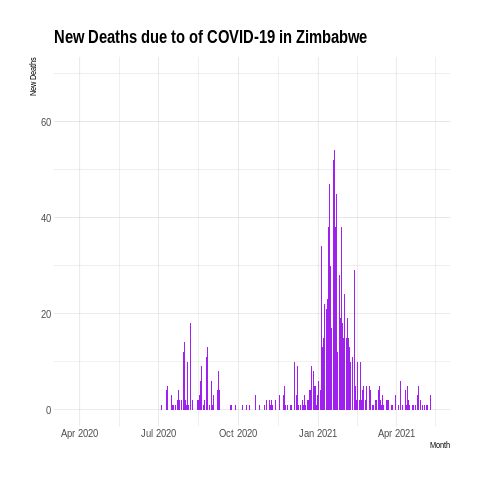 New Deaths due to of COVID-19 in Zimbabwe
New Deaths
60
40
20
0
Apr 2020
Jul 2020
Oct 2020
Jan 2021
Apr 2021
Month